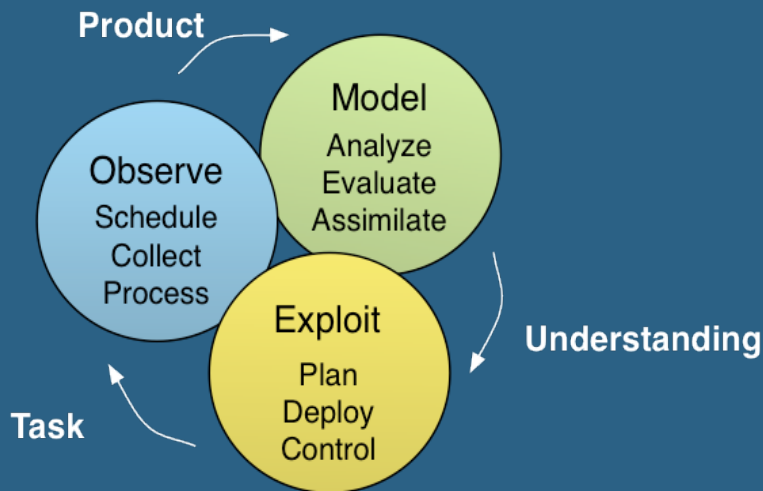 Product
Model
Analyze
Evaluate
Assimilate
Observe
Schedule
Collect
Process
Exploit
Plan
Deploy
Control
Understanding
Task